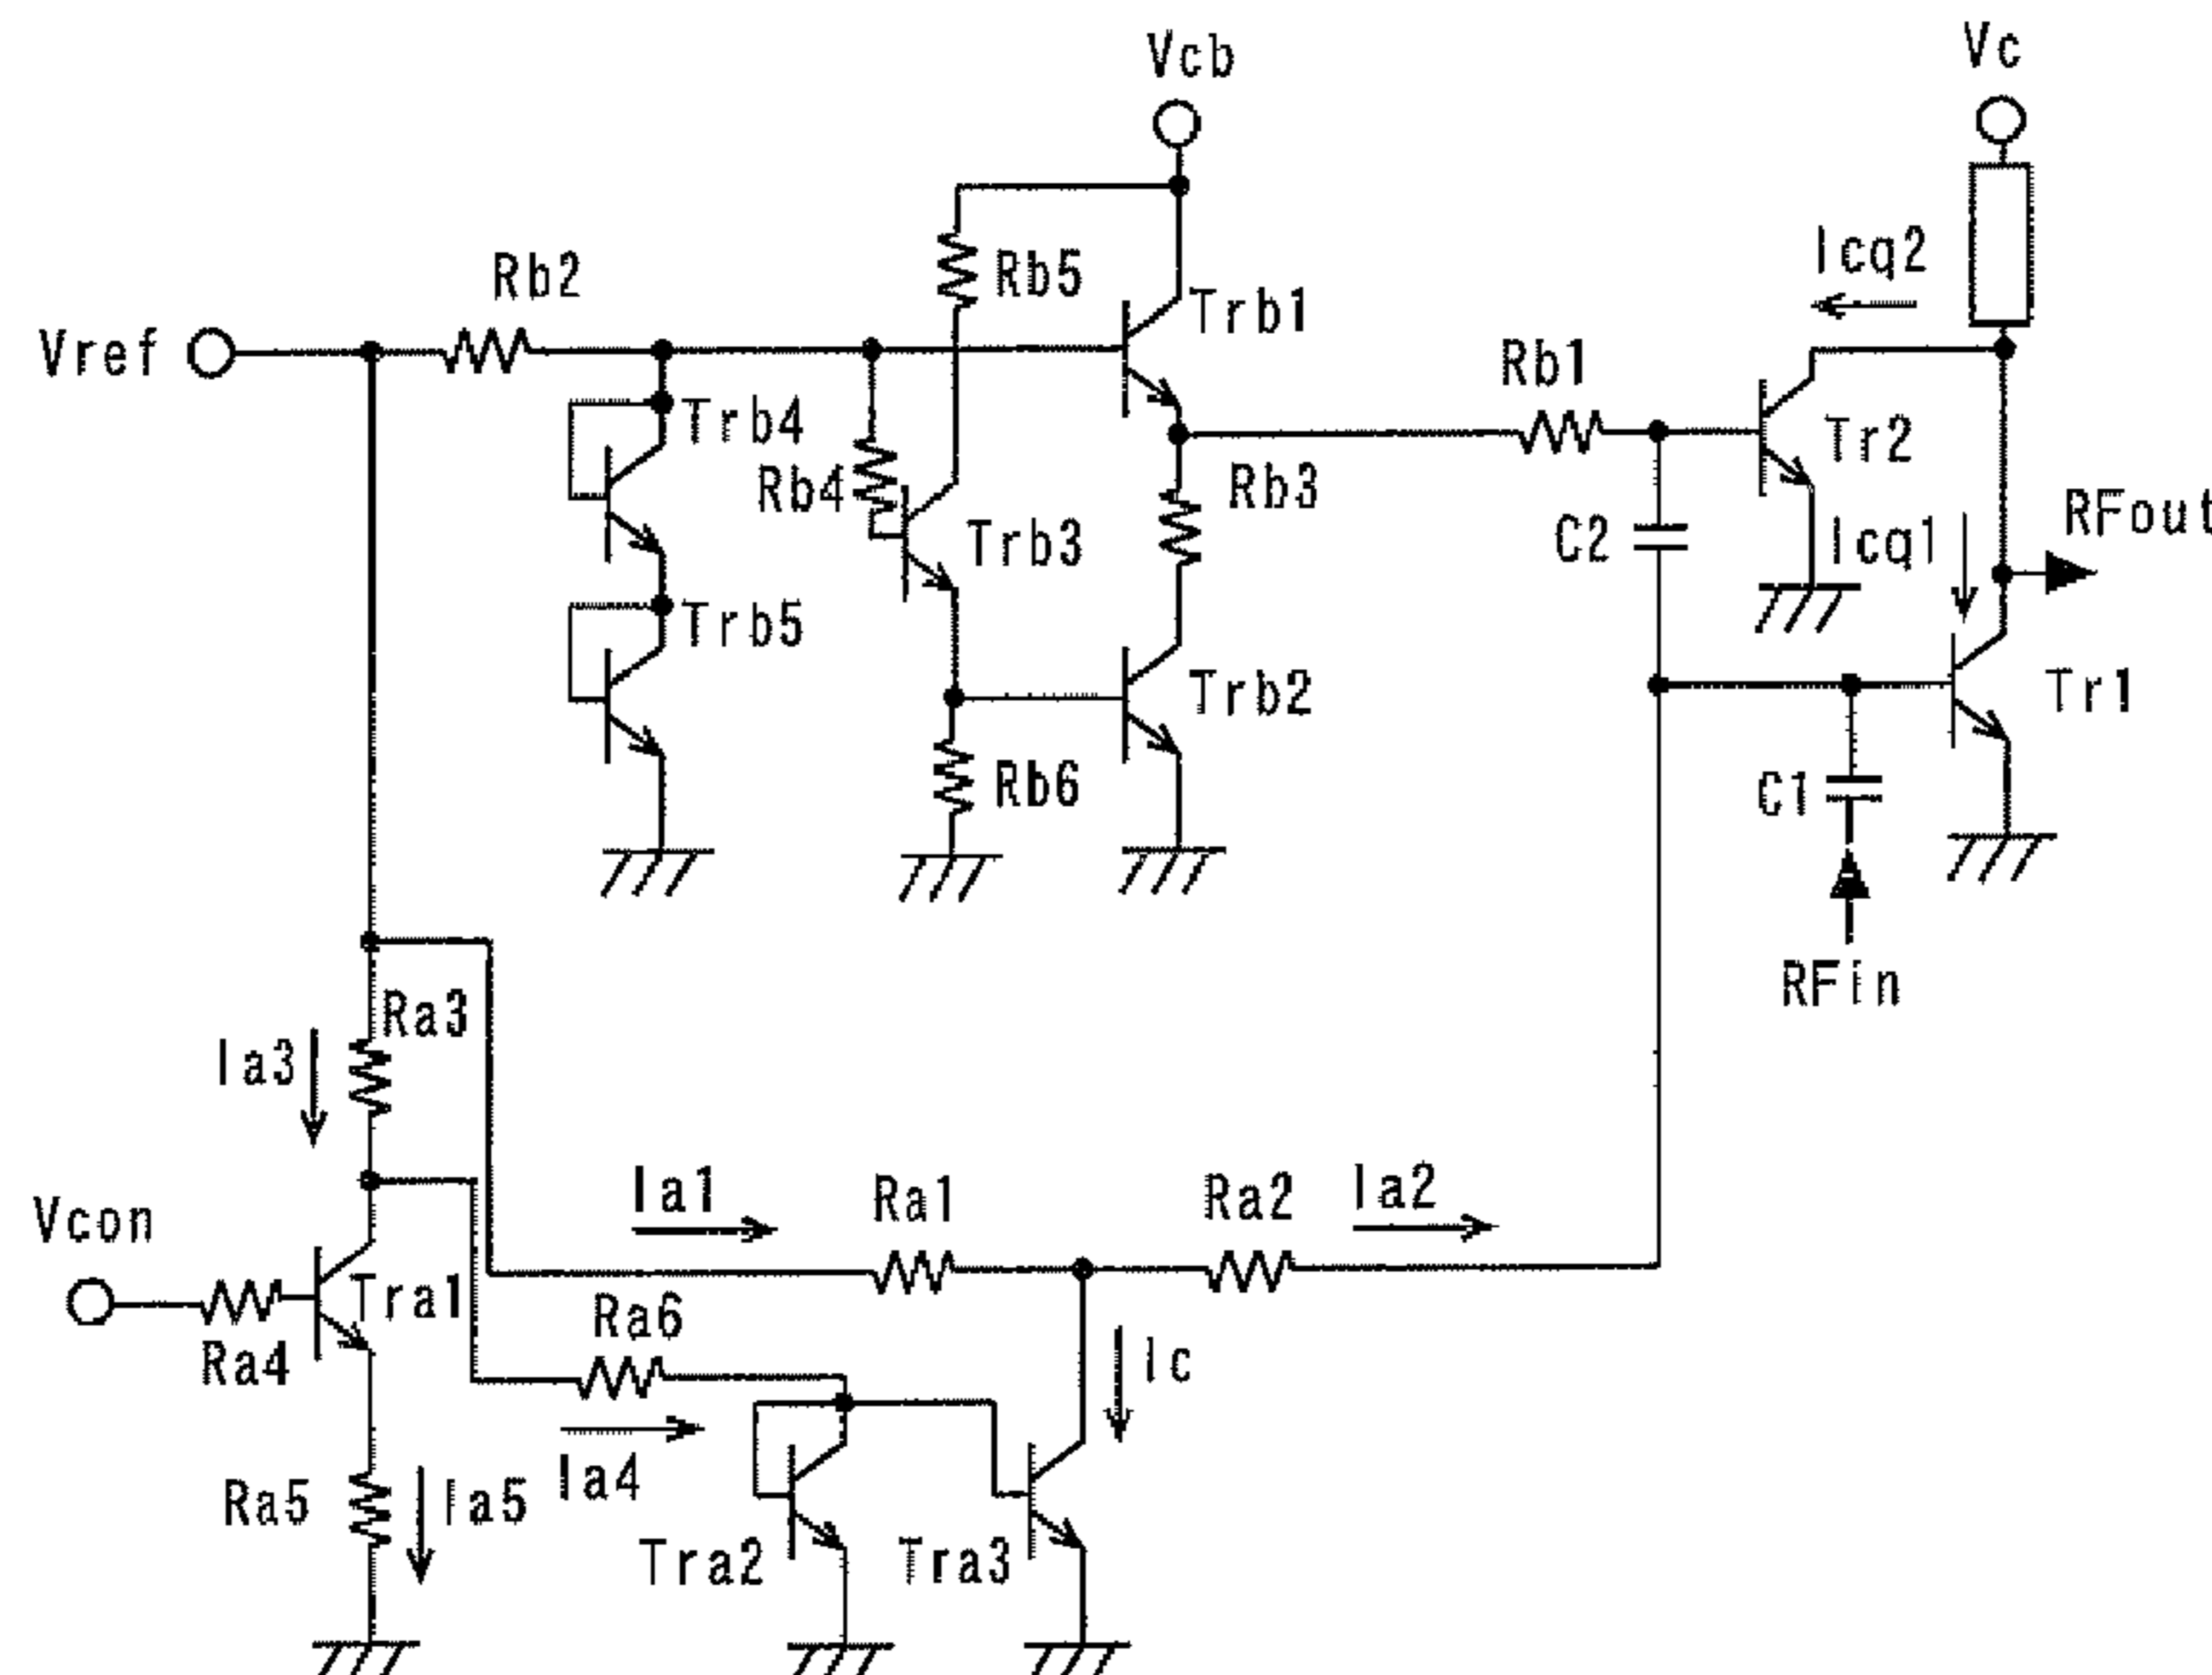 Vcb
Vc
Rb2
Rb5
Icq2
Vref
Trb1
Rb1
Trb4
Tr2
Rb4
Rb3
Trb3
C2
Icq1
RFout
Trb5
Trb2
Tr1
Rb6
C1
RFin
Ra3
Ia3
Ia1
Ra1
Ra2
Ia2
Vcon
Tra1
Ra6
Ra4
Ic
Ia4
Ra5
Ia5
Tra2
Tra3